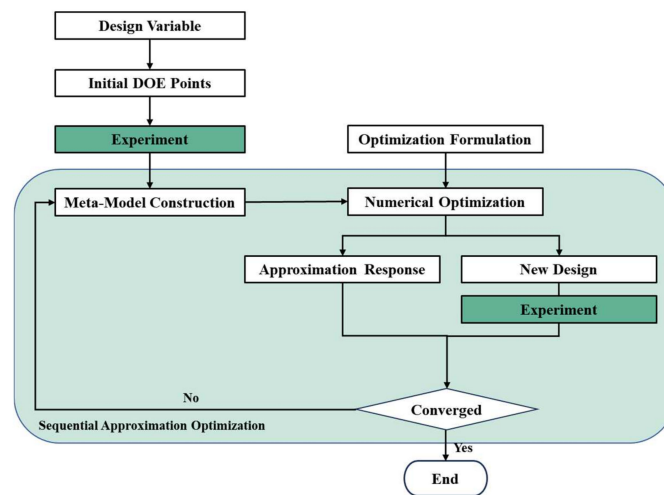 Design Variable
Initial DOE Points
Experiment
Optimization Formulation
Meta-Model Construction
Numerical Optimization
Approximation Response
New Design
Experiment
No
Converged
Sequential Approximation Optimization
Yes
End